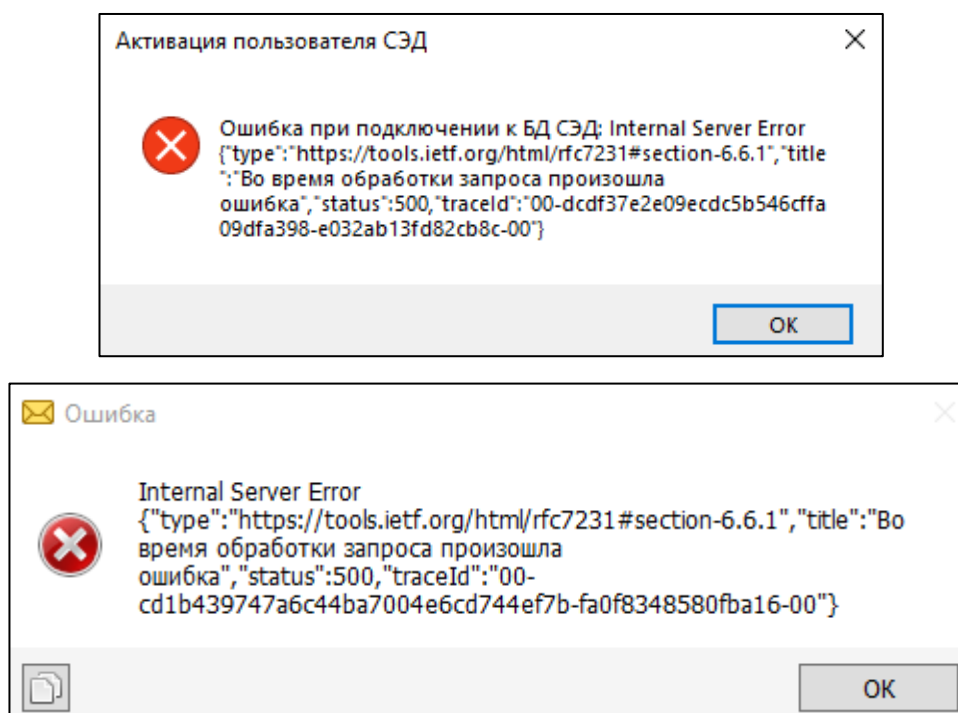 Активация пользователя СЭД
Ошибка при подключении к БД СЭД: Internal Server Error
{"type":"https://tools.ietf.org/html/rfc7231#section-6.6.1","title
":"Во время обработки запроса произошла
ошибка","status":500,"traceId":"00-dcdf37e2e09ecdc5b546cffa
09dfa398-e032ab13fd82cb8c-00"}
OK
Ошибка
Internal Server Error
{"type":"https://tools.ietf.org/html/rfc7231#section-6.6.1","title":"Во
время обработки запроса произошла
ошибка","status":500,"traceId":"00-
cd1b439747a6c44ba7004e6cd744ef7b-fa0f8348580fba16-00"}
OK